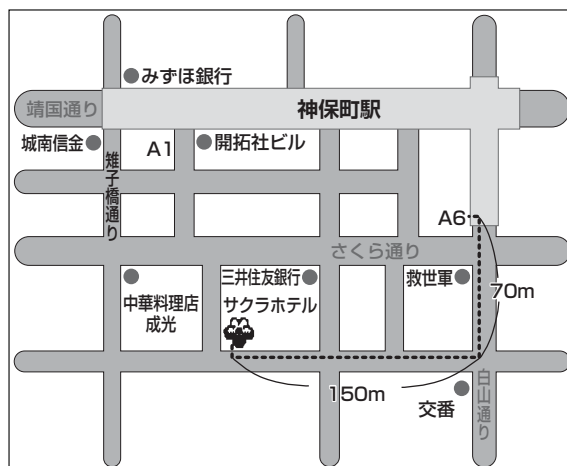 みずほ銀行
靖国通り
神保町駅
城南信金
A1
開拓社ビル
雉子橋通り
A6
さくら通り
三井住友銀行
救世軍
70m
中華料理店
成光
サクラホテル
150m
交番
白山通り